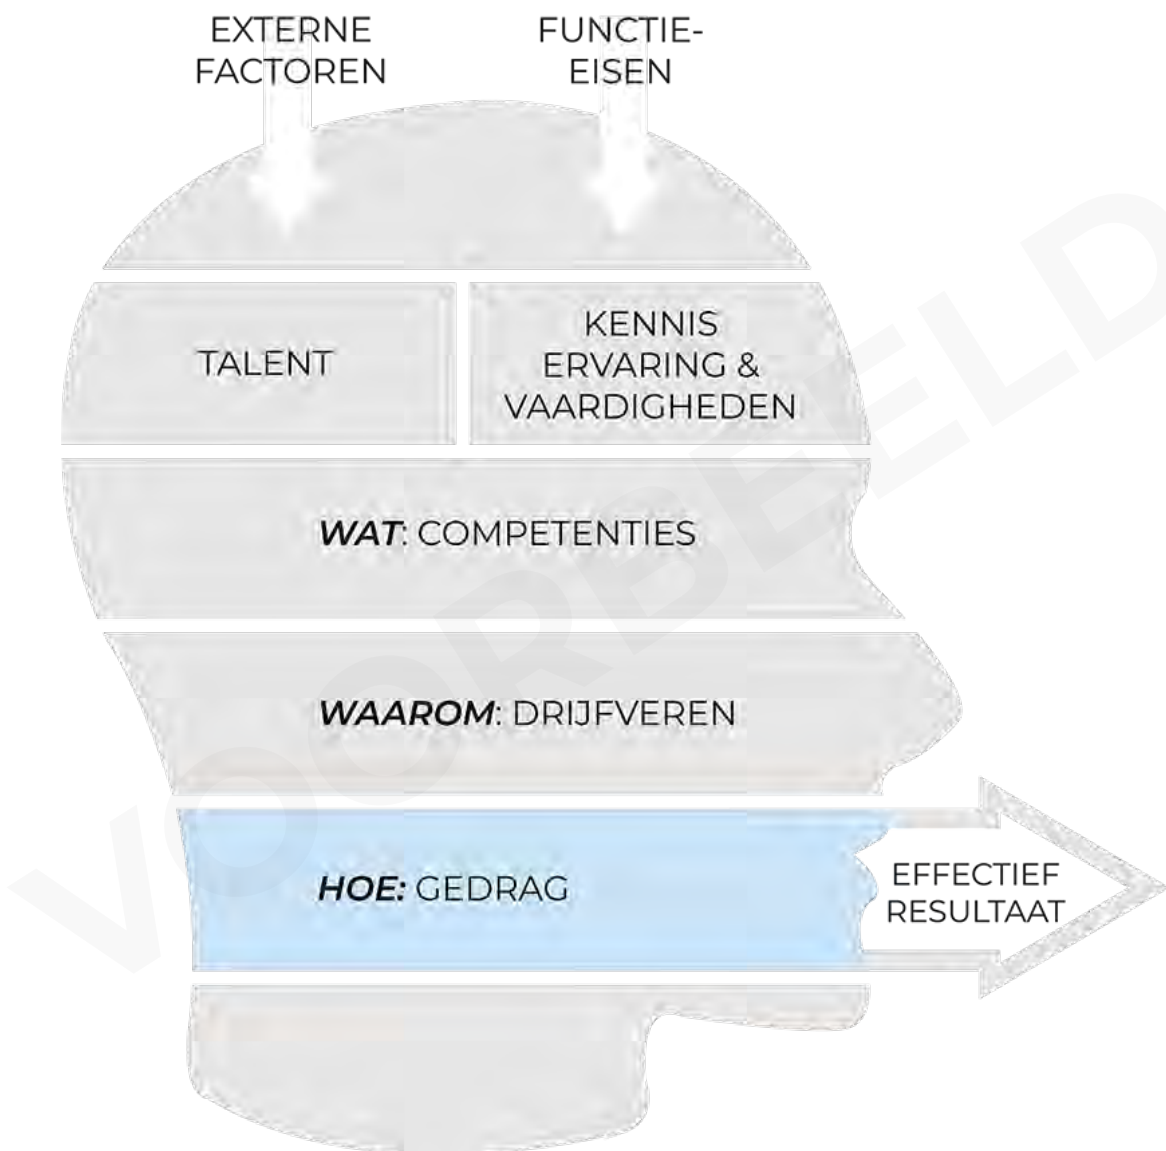 EXTERNE
FACTOREN
FUNCTIE-
EISEN
TALENT
KENNIS
ERVARING &
VAARDIGHEDEN
WAT: COMPETENTIES
WAAROM: DRIJFVEREN
HOE: GEDRAG
EFFECTIEF
RESULTAAT
VOORBEELD